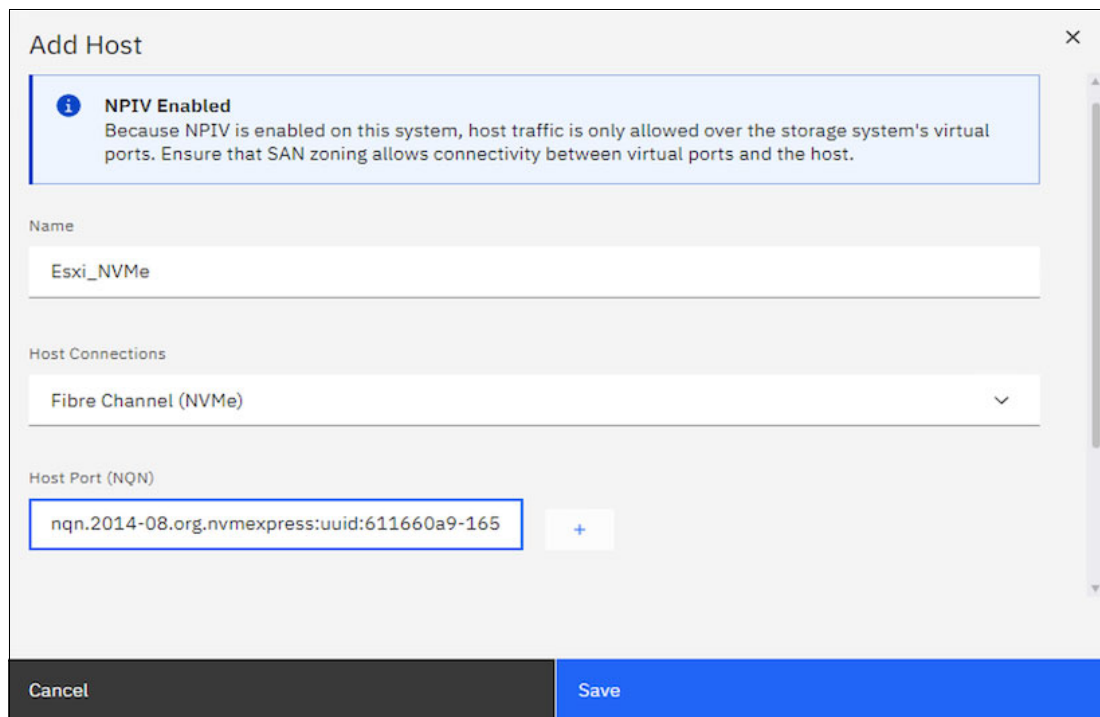 Add Host
NPIV Enabled
Because NPIV is enabled on this system, host traffic is only allowed over the storage system's virtual
ports. Ensure that SAN zoning allows connectivity between virtual ports and the host.
Name
Esxi_NVMe
Host Connections
Fibre Channel (NVMe)
Host Port (NQN)
nqn.2014-08.org.nvmexpress:uuid:611660a9-165
+
Cancel
Save